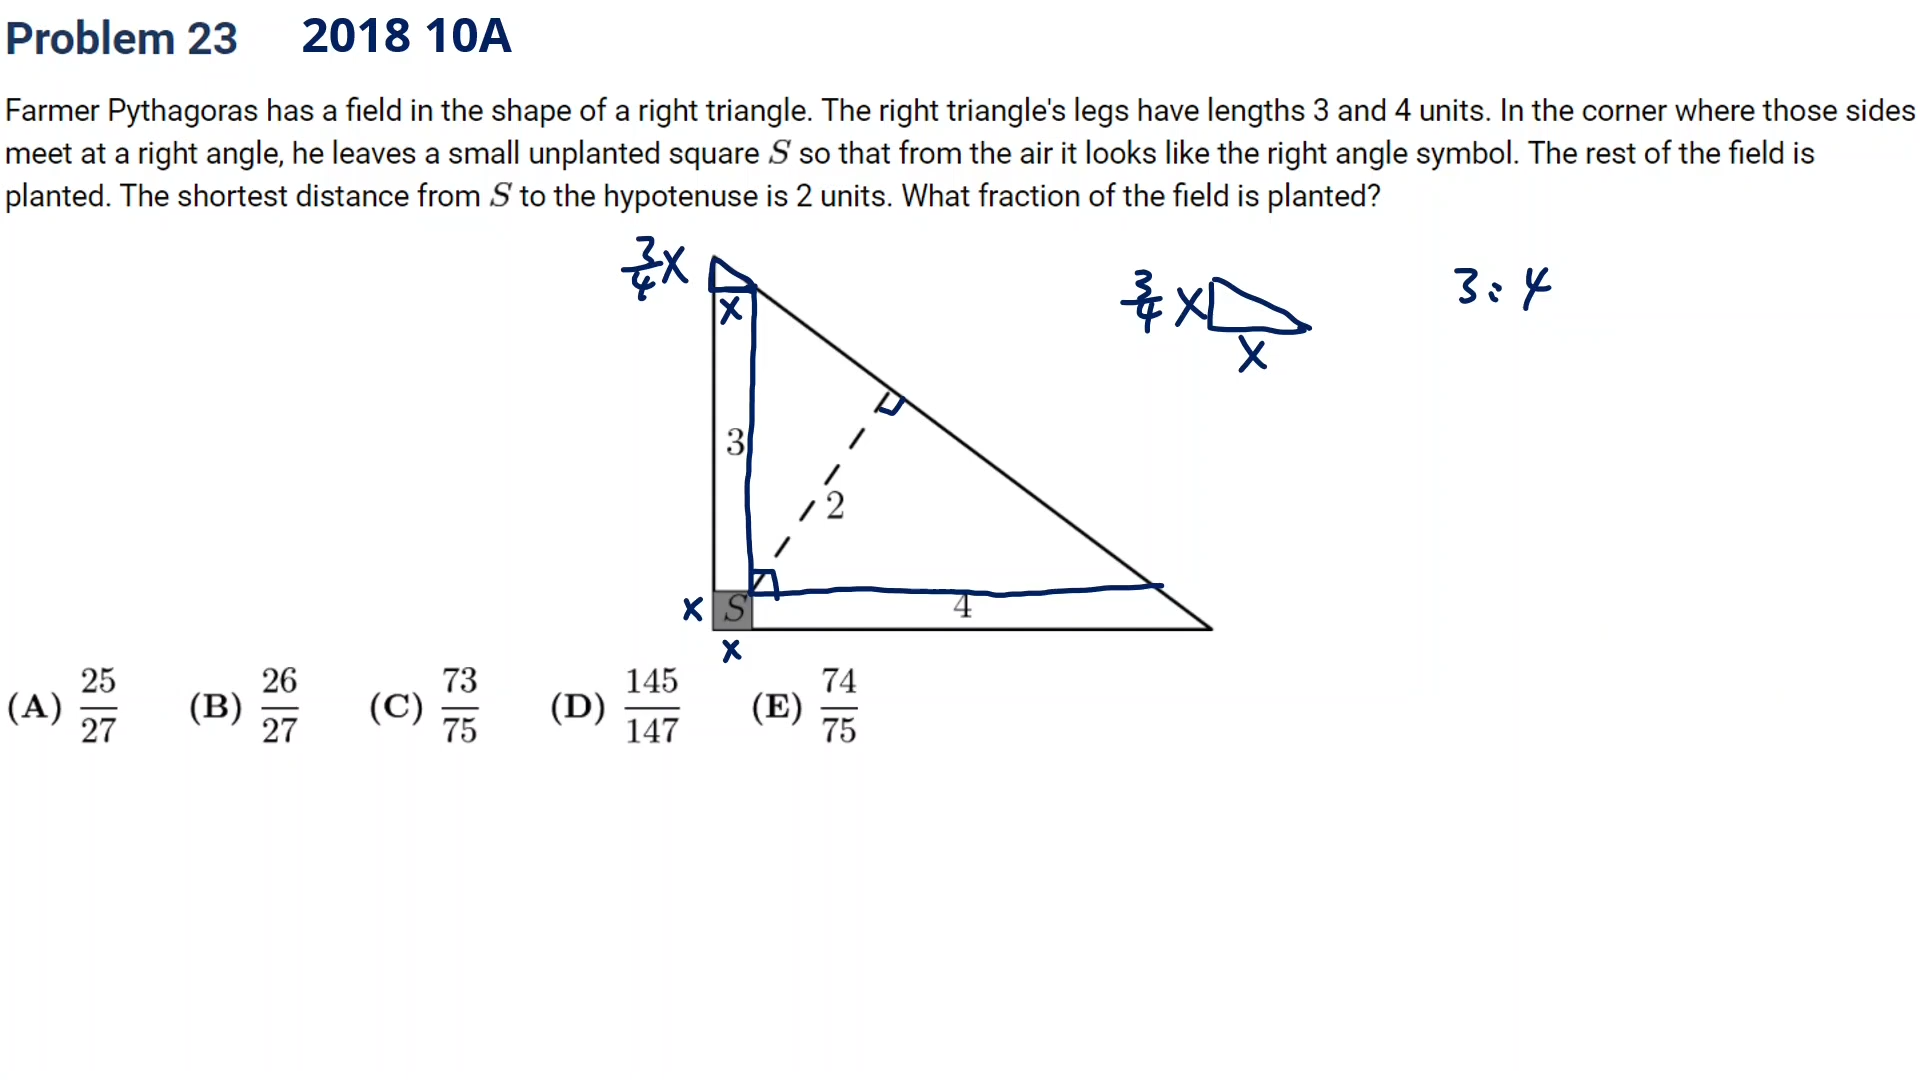 Problem 23 2018 10A
Farmer Pythagoras has a field in the shape of a right triangle. The right triangle's legs have lengths 3 and 4 units. In the corner where those sides
meet at a right angle, he leaves a small unplanted square S so that from the air it looks like the right angle symbol. The rest of the field is
planted. The shortest distance from S to the hypotenuse is 2 units. What fraction of the field is planted?
3/4 x
x
3/4 x
x
3:4
3
2
4
x S
x
(A) 25/27 (B) 26/27 (C) 73/75 (D) 145/147 (E) 74/75